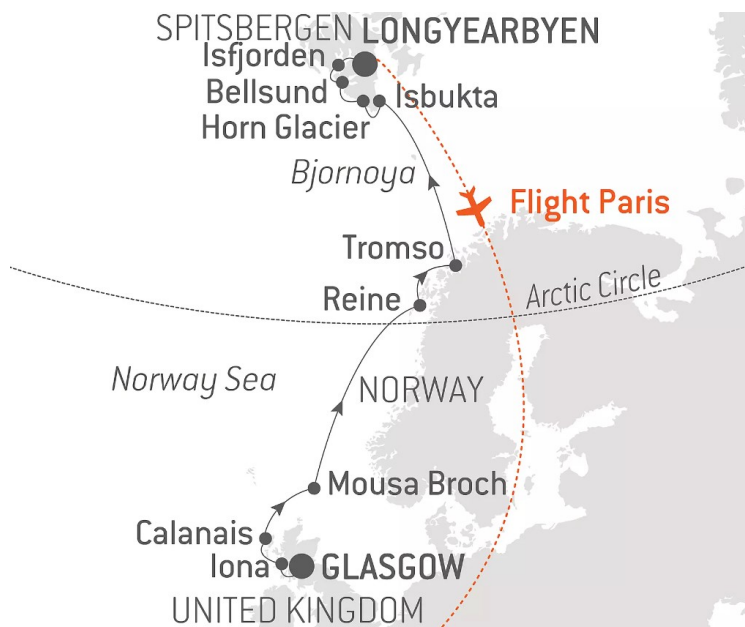 SPITSBERGEN LONGYEARBYEN
Isfjorden
Bellsund
Isbukta
Horn Glacier
Bjornoya
Flight Paris
Tromso
Reine
Arctic Circle
Norway Sea
NORWAY
Mousa Broch
Calanais
Iona
GLASGOW
UNITED KINGDOM